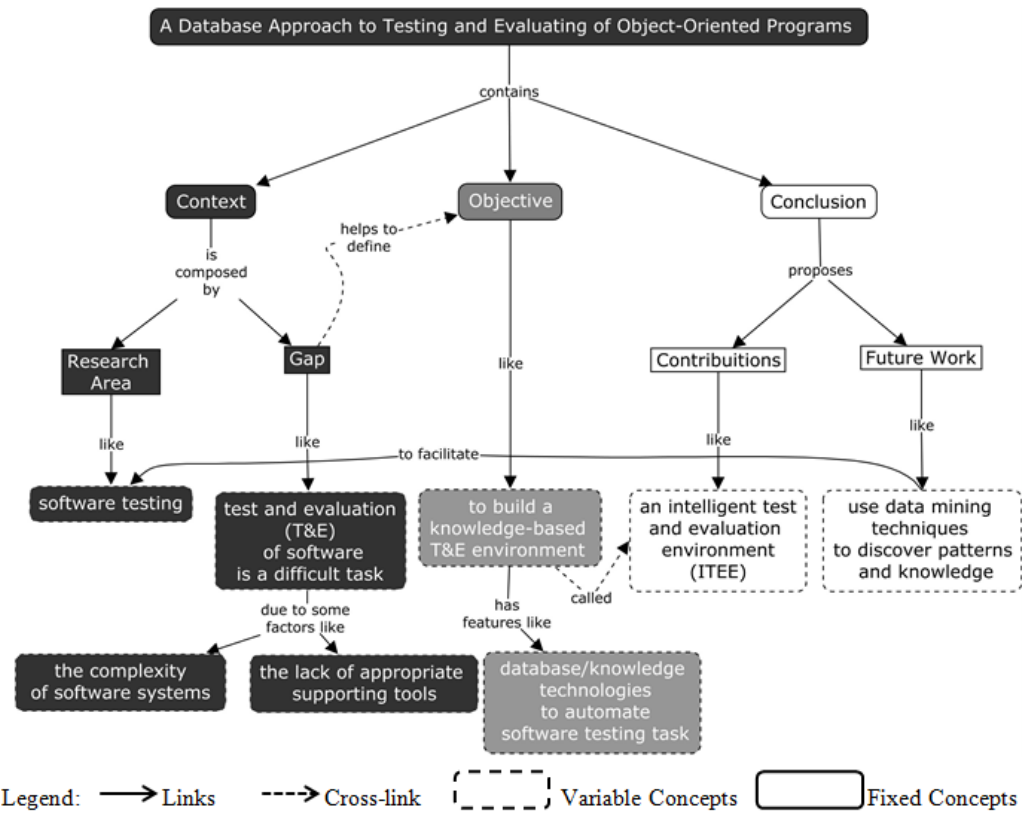 A Database Approach to Testing and Evaluating of Object-Oriented Programs
contains
Context
Objective
Conclusion
helps to
define
is
composed
by
proposes
Research
Area
Gap
like
Contribuitions
Future Work
like
like
like
like
to facilitate
software testing
test and evaluation
(T&E)
of software
is a difficult task
to build a
knowledge-based
T&E environment
an intelligent test
and evaluation
environment
(ITEE)
use data mining
techniques
to discover patterns
and knowledge
due to some
factors like
has
features like
called
the complexity
of software systems
the lack of appropriate
supporting tools
database/knowledge
technologies
to automate
software testing task
Legend: Links Cross-link Variable Concepts Fixed Concepts